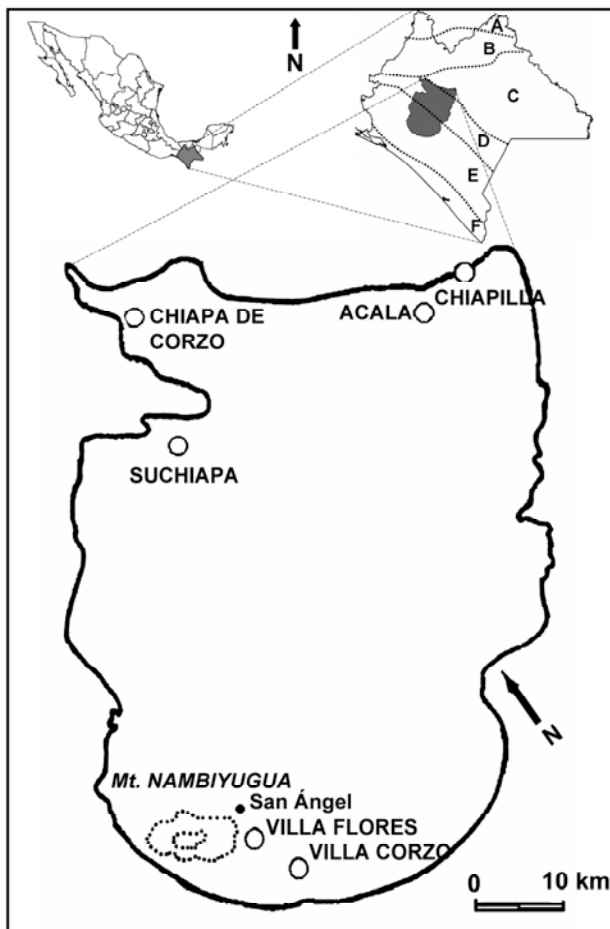 N
A
B
C
D
E
F
CHIAPILLA
ACALA
CHIAPA DE
CORZO
SUCHIAPA
N
Mt. NAMBIYUGUA
San Ángel
VILLA FLORES
VILLA CORZO
0 10 km